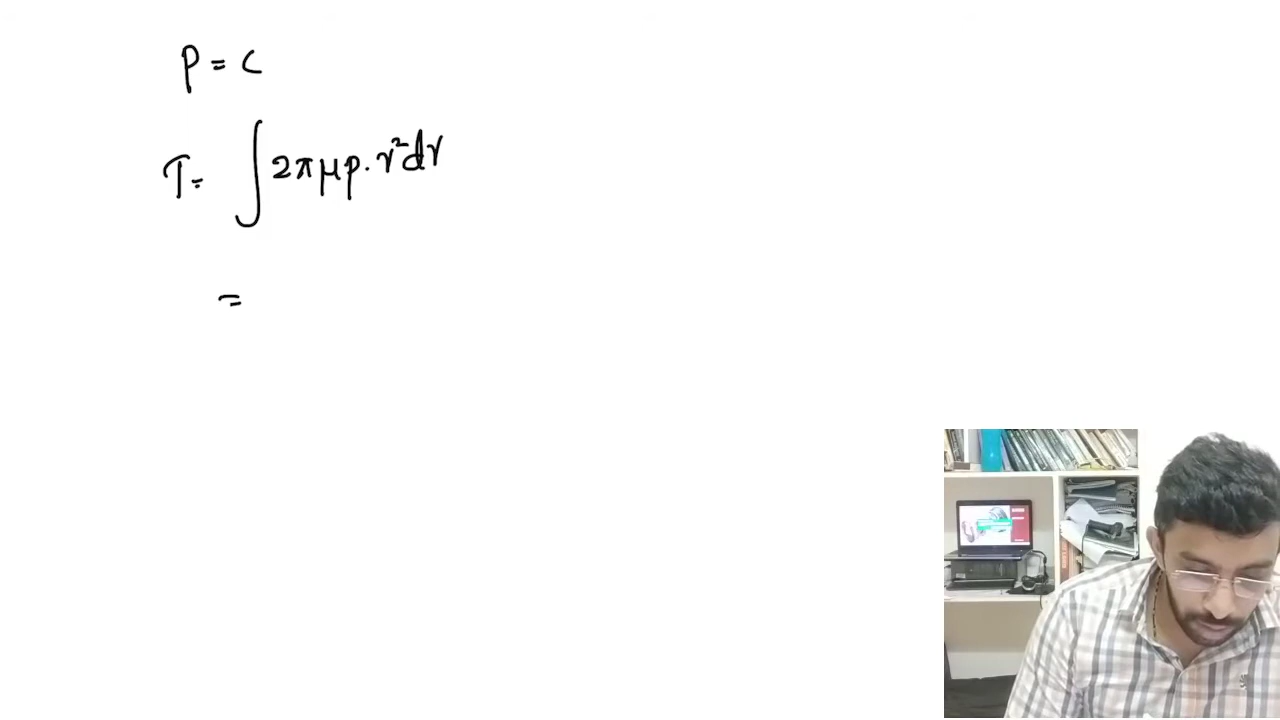 p = c
T = ∫ 2πμp. r²dr
=